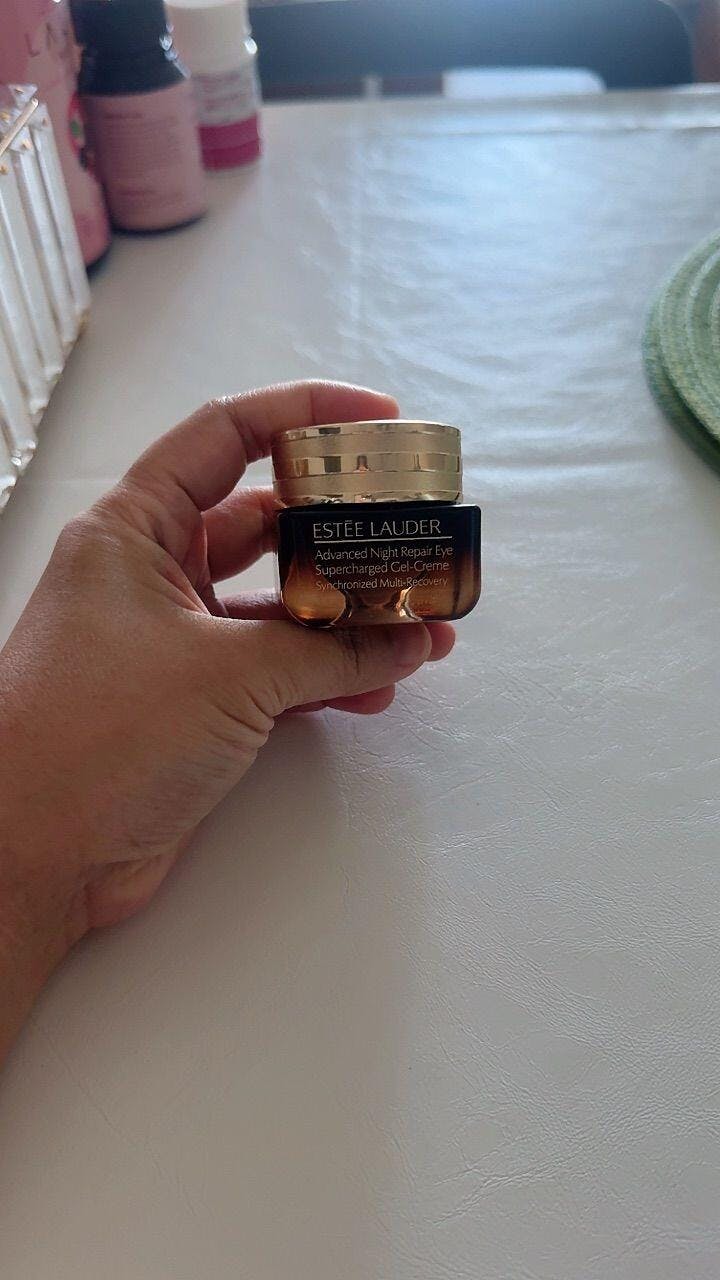 ESTĒE LAUDER
Advanced Night Repair Eye
Supercharged Gel-Creme
Synchronized Multi-Recovery